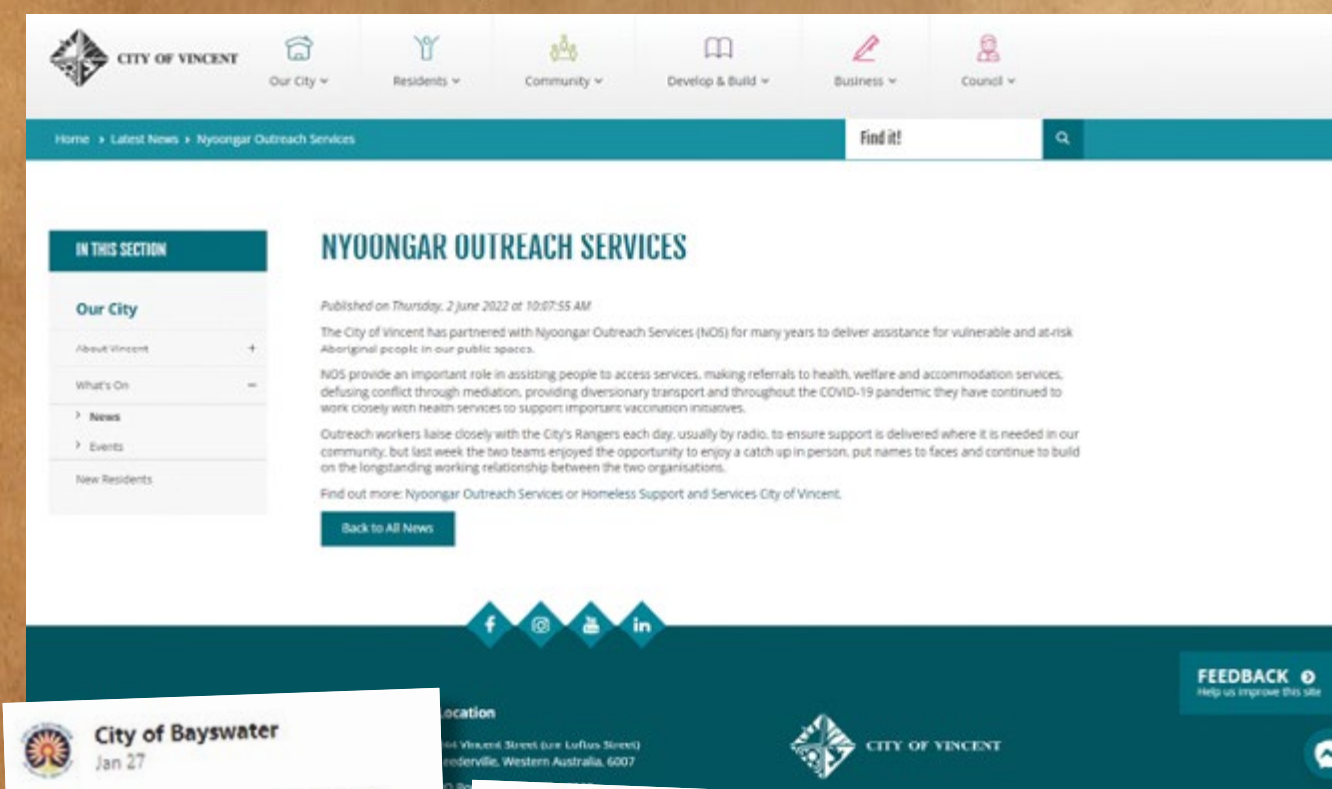 CITY OF VINCENT
Our City
Residents
Community
Develop & Build
Business
Council
Home › Latest News › Nyoongar Outreach Services
Find it!
IN THIS SECTION
Our City
About Vincent +
What's On −
› News
› Events
New Residents
NYOONGAR OUTREACH SERVICES
Published on Thursday, 2 June 2022 at 10:07:55 AM
The City of Vincent has partnered with Nyoongar Outreach Services (NOS) for many years to deliver assistance for vulnerable and at-risk
Aboriginal people in our public spaces.
NOS provide an important role in assisting people to access services, making referrals to health, welfare and accommodation services,
defusing conflict through mediation, providing diversionary transport and throughout the COVID-19 pandemic they have continued to
work closely with health services to support important vaccination initiatives.
Outreach workers liaise closely with the City's Rangers each day, usually by radio, to ensure support is delivered where it is needed in our
community, but last week the two teams enjoyed the opportunity to enjoy a catch up in person, put names to faces and continue to build
on the longstanding working relationship between the two organisations.
Find out more: Nyoongar Outreach Services or Homeless Support and Services City of Vincent.
Back to All News
f
in
FEEDBACK
Help us improve this site
City of Bayswater
Jan 27
ocation
Vincent Street (cnr Loftus Street)
eederville, Western Australia, 6007
CITY OF VINCENT